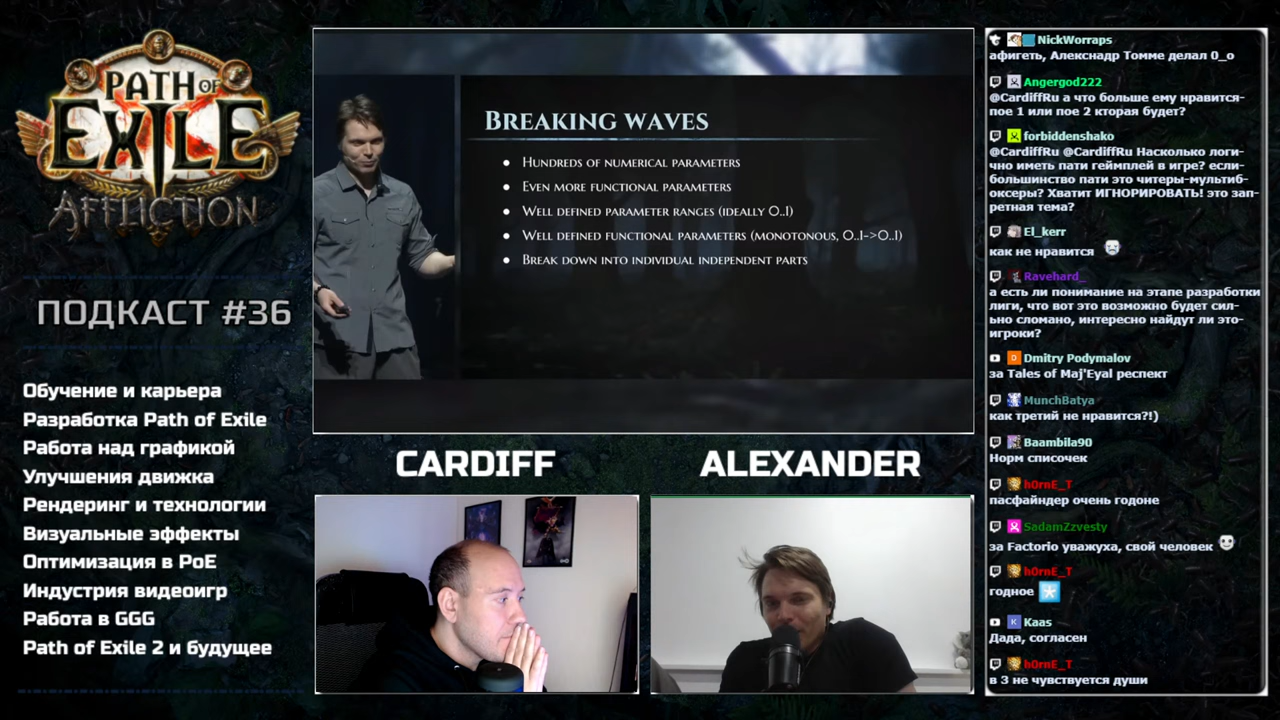 PATH OF
EXILE
AFFLICTION
ПОДКАСТ #36
Обучение и карьера
Разработка Path of Exile
Работа над графикой
Улучшения движка
Рендеринг и технологии
Визуальные эффекты
Оптимизация в PoE
Индустрия видеоигр
Работа в GGG
Path of Exile 2 и будущее
BREAKING WAVES
HUNDREDS OF NUMERICAL PARAMETERS
EVEN MORE FUNCTIONAL PARAMETERS
WELL DEFINED PARAMETER RANGES (IDEALLY 0..1)
WELL DEFINED FUNCTIONAL PARAMETERS (MONOTONOUS, 0..1->0..1)
BREAK DOWN INTO INDIVIDUAL INDEPENDENT PARTS
CARDIFF
ALEXANDER
NickWorraps
афигеть, Алекснадр Томме делал 0_о
Angergod222
@CardiffRu а что больше ему нравится-
пое 1 или пое 2 кторая будет?
forbiddenshako
@CardiffRu @CardiffRu Насколько логи-
чно иметь пати геймплей в игре? если-
большинство пати это читеры-мультиб-
оксеры? Хватит ИГНОРИРОВАТЬ! это зап-
ретная тема?
El_kerr
как не нравится
Ravehard_
а есть ли понимание на этапе разработки
лиги, что вот это возможно будет сил-
ьно сломано, интересно найдут ли это-
игроки?
D Dmitry Podymalov
за Tales of Maj'Eyal респект
MunchBatya
как третий не нравится?!)
Baambila90
Норм списочек
h0rnE_T
пасфайндер очень годоне
SadamZzvesty
за Factorio уважуха, свой человек
h0rnE_T
годное
K Kaas
Дада, согласен
h0rnE_T
в 3 не чувствуется души